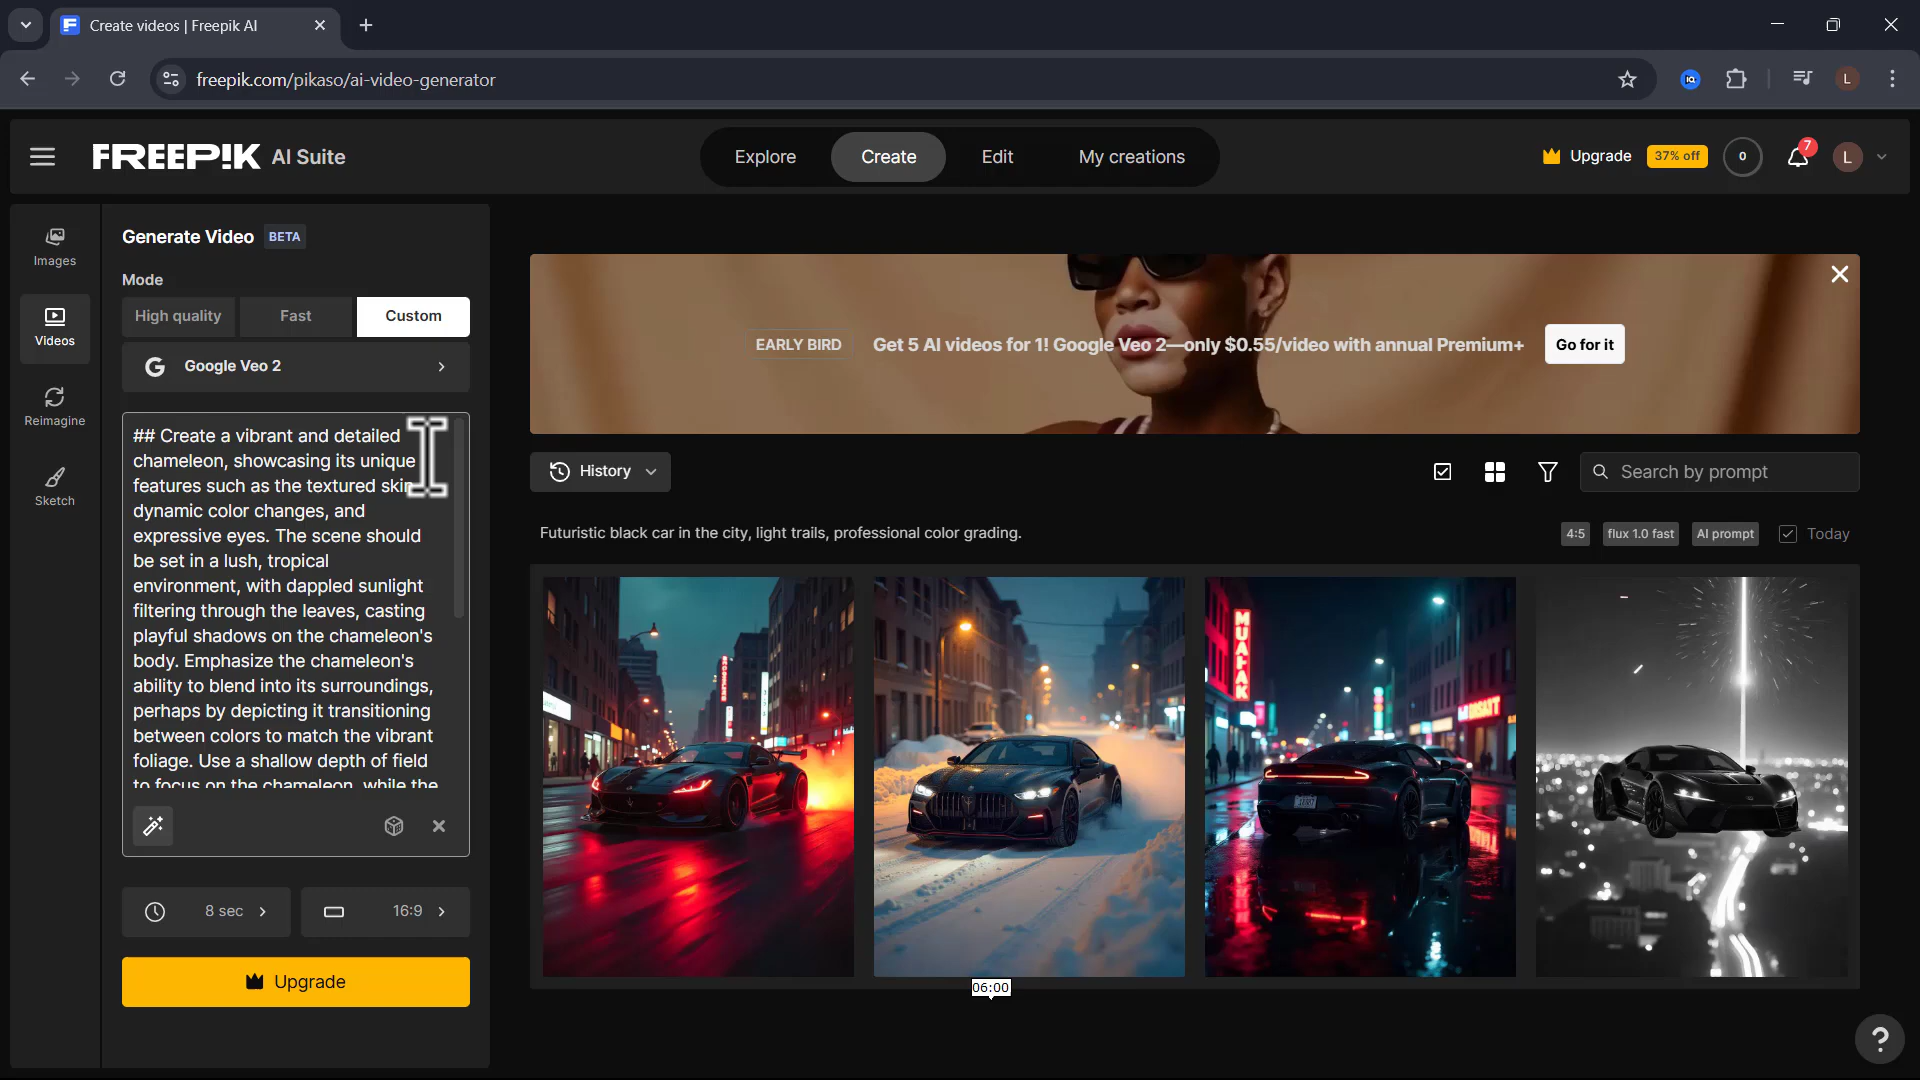 Create videos | Freepik AI
freepik.com/pikaso/ai-video-generator
L
FREEPIK AI Suite
Explore
Create
Edit
My creations
Upgrade
37% off
0
7
L
Images
Videos
Reimagine
Sketch
Generate Video BETA
Mode
High quality
Fast
Custom
Google Veo 2
## Create a vibrant and detailed
chameleon, showcasing its unique
features such as the textured skin
dynamic color changes, and
expressive eyes. The scene should
be set in a lush, tropical
environment, with dappled sunlight
filtering through the leaves, casting
playful shadows on the chameleon's
body. Emphasize the chameleon's
ability to blend into its surroundings,
perhaps by depicting it transitioning
between colors to match the vibrant
foliage. Use a shallow depth of field
to focus on the chameleon, while the
8 sec
16:9
Upgrade
EARLY BIRD
Get 5 AI videos for 1! Google Veo 2—only $0.55/video with annual Premium+
Go for it
History
Search by prompt
Futuristic black car in the city, light trails, professional color grading.
4:5
flux 1.0 fast
AI prompt
Today
06:00
?